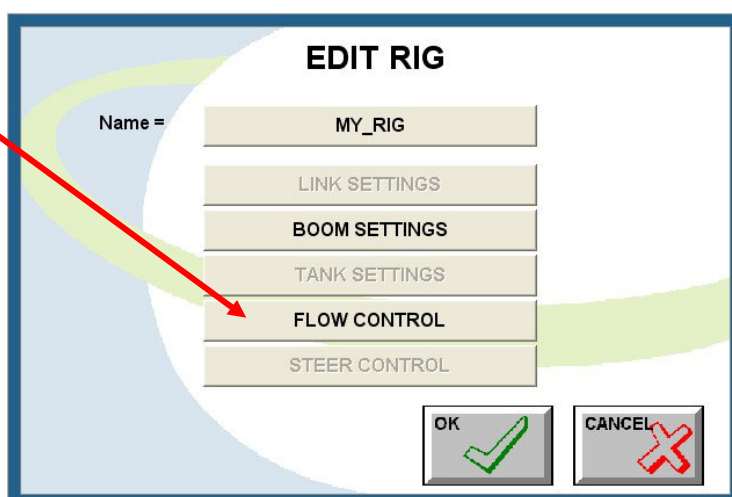 EDIT RIG
Name = MY_RIG
LINK SETTINGS
BOOM SETTINGS
TANK SETTINGS
FLOW CONTROL
STEER CONTROL
OK CANCEL